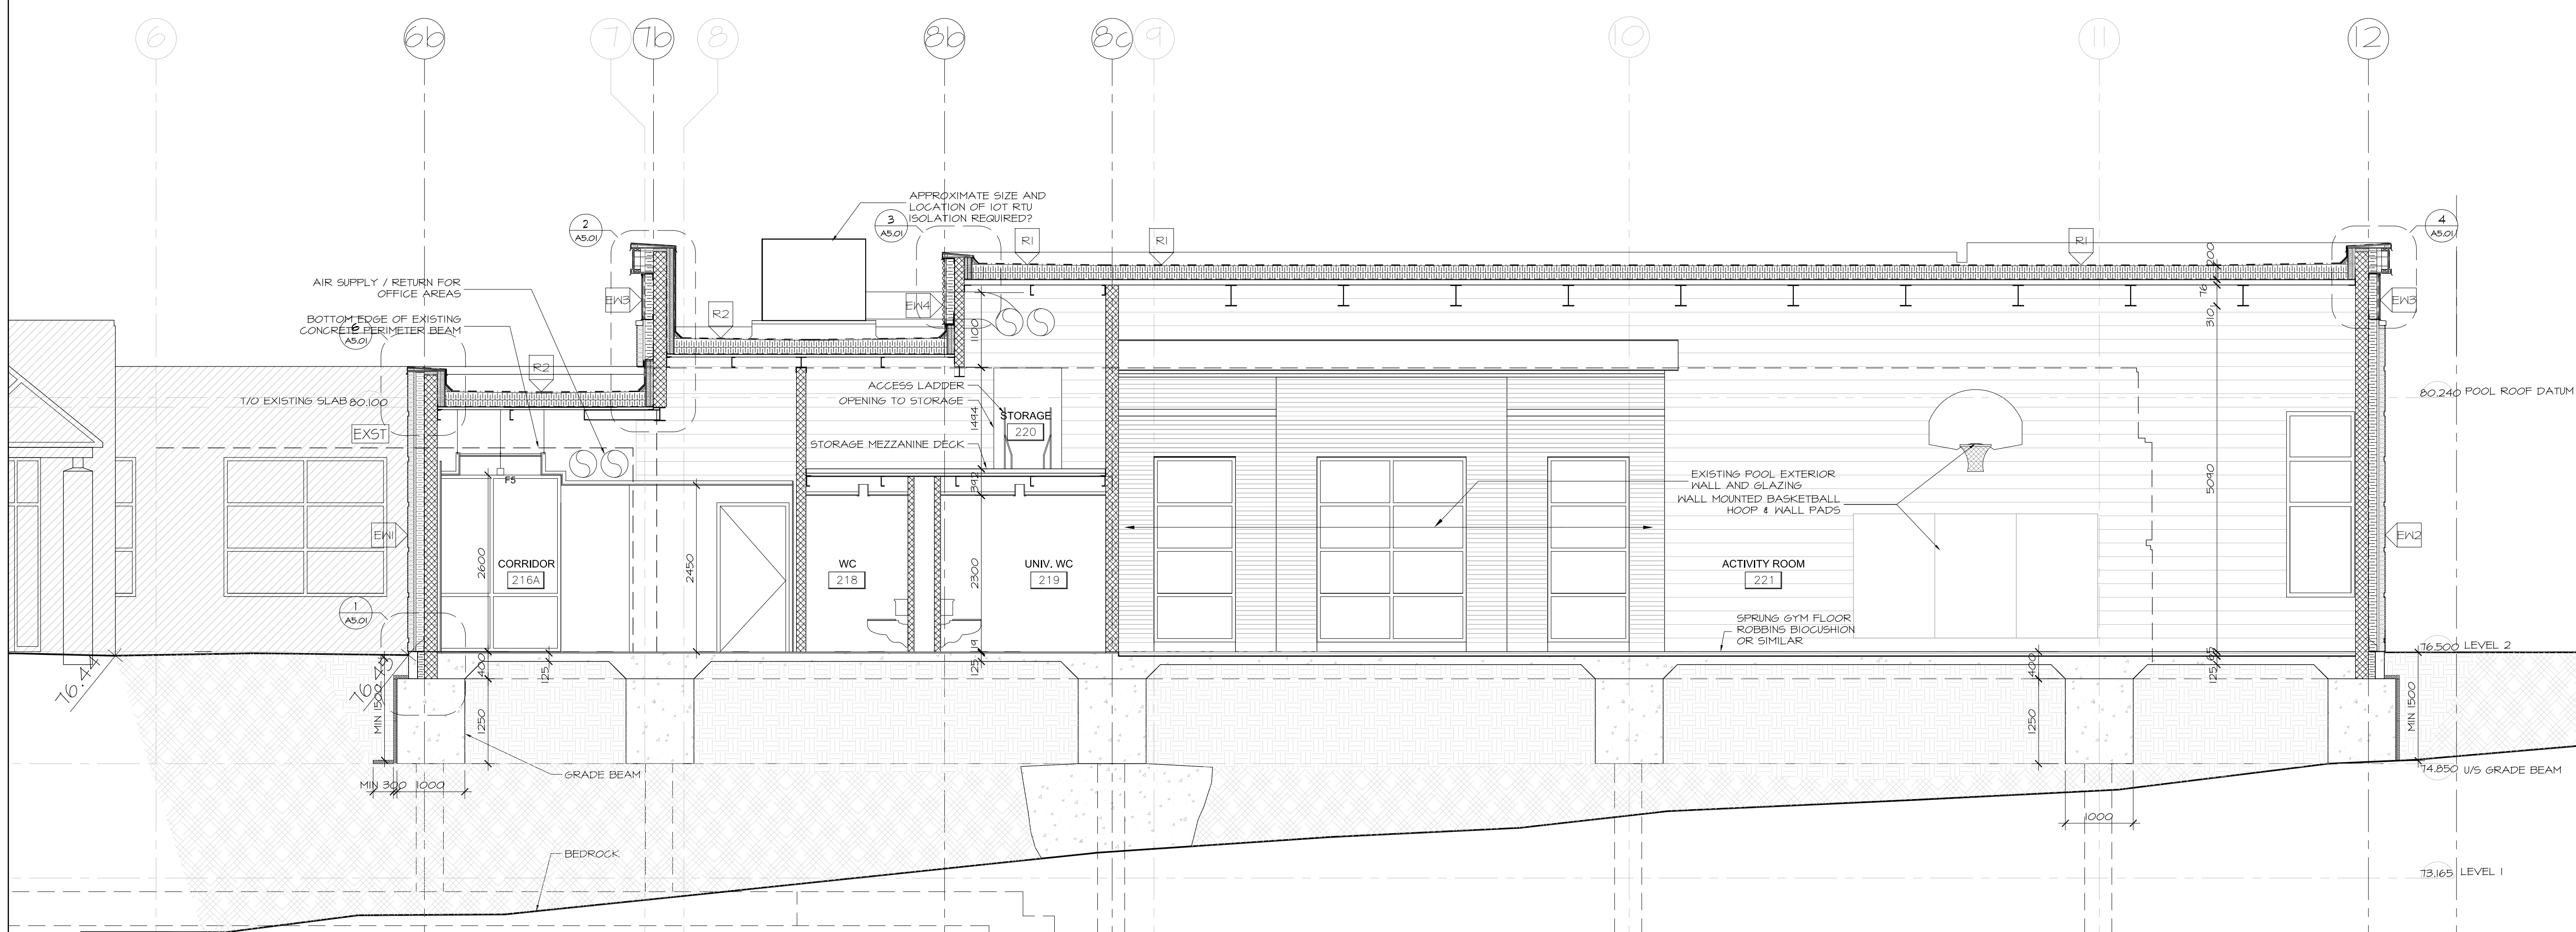 6
6b
7
7b
8
8b
8c
9
10
11
12
APPROXIMATE SIZE AND
LOCATION OF IOT RTU
ISOLATION REQUIRED?
2
A5.01
3
A5.01
4
A5.01
R1
R1
R1
200
76
310
AIR SUPPLY / RETURN FOR
OFFICE AREAS
EW3
EW4
EW3
R2
1100
BOTTOM EDGE OF EXISTING
CONCRETE PERIMETER BEAM
6
A5.01
R2
T/O EXISTING SLAB 80.100
EXST
ACCESS LADDER
OPENING TO STORAGE
STORAGE
220
1494
STORAGE MEZZANINE DECK
392
80.240 POOL ROOF DATUM
F5
EXISTING POOL EXTERIOR
WALL AND GLAZING
WALL MOUNTED BASKETBALL
HOOP & WALL PADS
5090
EW1
EW2
2600
CORRIDOR
216A
2450
WC
218
2300
UNIV. WC
219
ACTIVITY ROOM
221
1
A5.01
SPRUNG GYM FLOOR
ROBBINS BIOCUSHION
OR SIMILAR
19
125
76.500 LEVEL 2
400
125
400
65
125
MIN 1500
1250
1250
MIN 1500
GRADE BEAM
MIN 300
1000
1000
74.850 U/S GRADE BEAM
BEDROCK
73.165 LEVEL 1